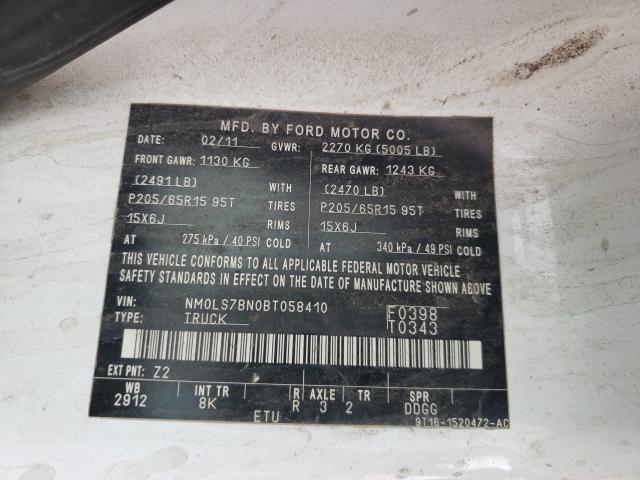 MFD. BY FORD MOTOR CO.
DATE: 02/11 GVWR: 2270 KG (5005 LB)
FRONT GAWR: 1130 KG REAR GAWR: 1243 KG
(2491 LB) WITH (2470 LB) WITH
P205/65R15 95T TIRES P205/65R15 95T TIRES
15X6J RIMS 15X6J RIMS
AT 275 kPa / 40 PSI COLD AT 340 kPa / 49 PSI COLD
THIS VEHICLE CONFORMS TO ALL APPLICABLE FEDERAL MOTOR VEHICLE
SAFETY STANDARDS IN EFFECT ON THE DATE OF MANUFACTURE SHOWN ABOVE.
VIN: NM0LS7BN0BT058410 F0398
TYPE: TRUCK T0343
EXT PNT: Z2
WB INT TR R AXLE TR SPR
2912 8K R 3 2 DDGG
ETU 9T16-1520472-AC